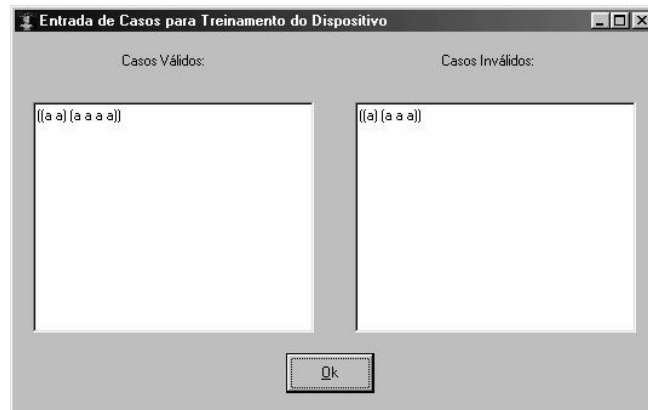 Entrada de Casos para Treinamento do Dispositivo
Casos Válidos:
Casos Inválidos:
((a a) (a a a a))
((a) (a a a))
Ok